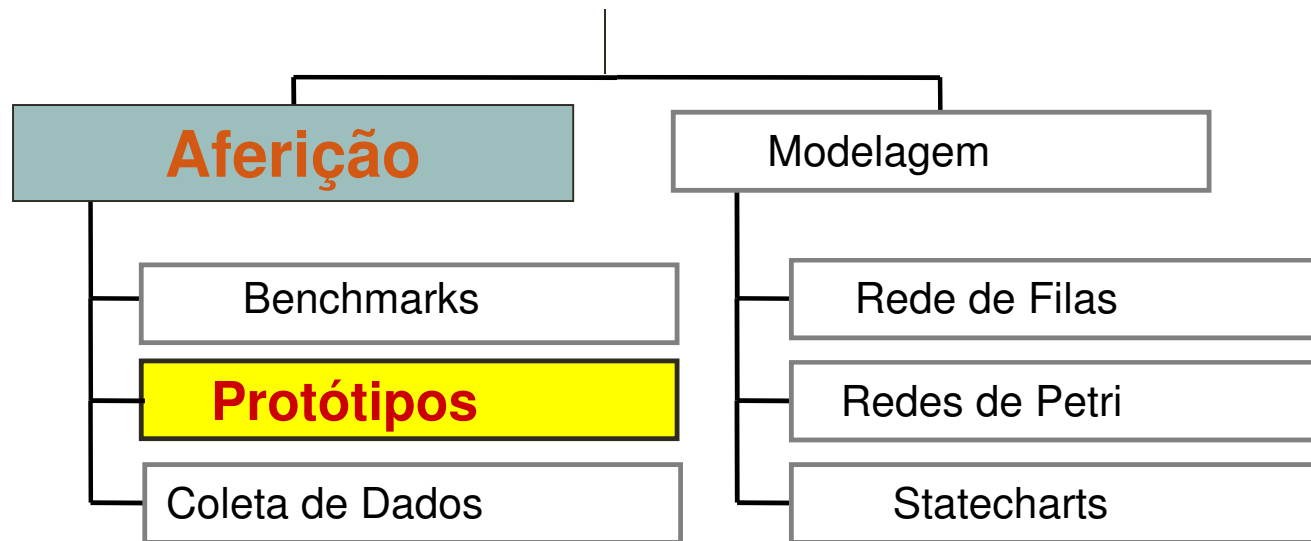 Aferição
Modelagem
Benchmarks
Rede de Filas
Protótipos
Redes de Petri
Coleta de Dados
Statecharts